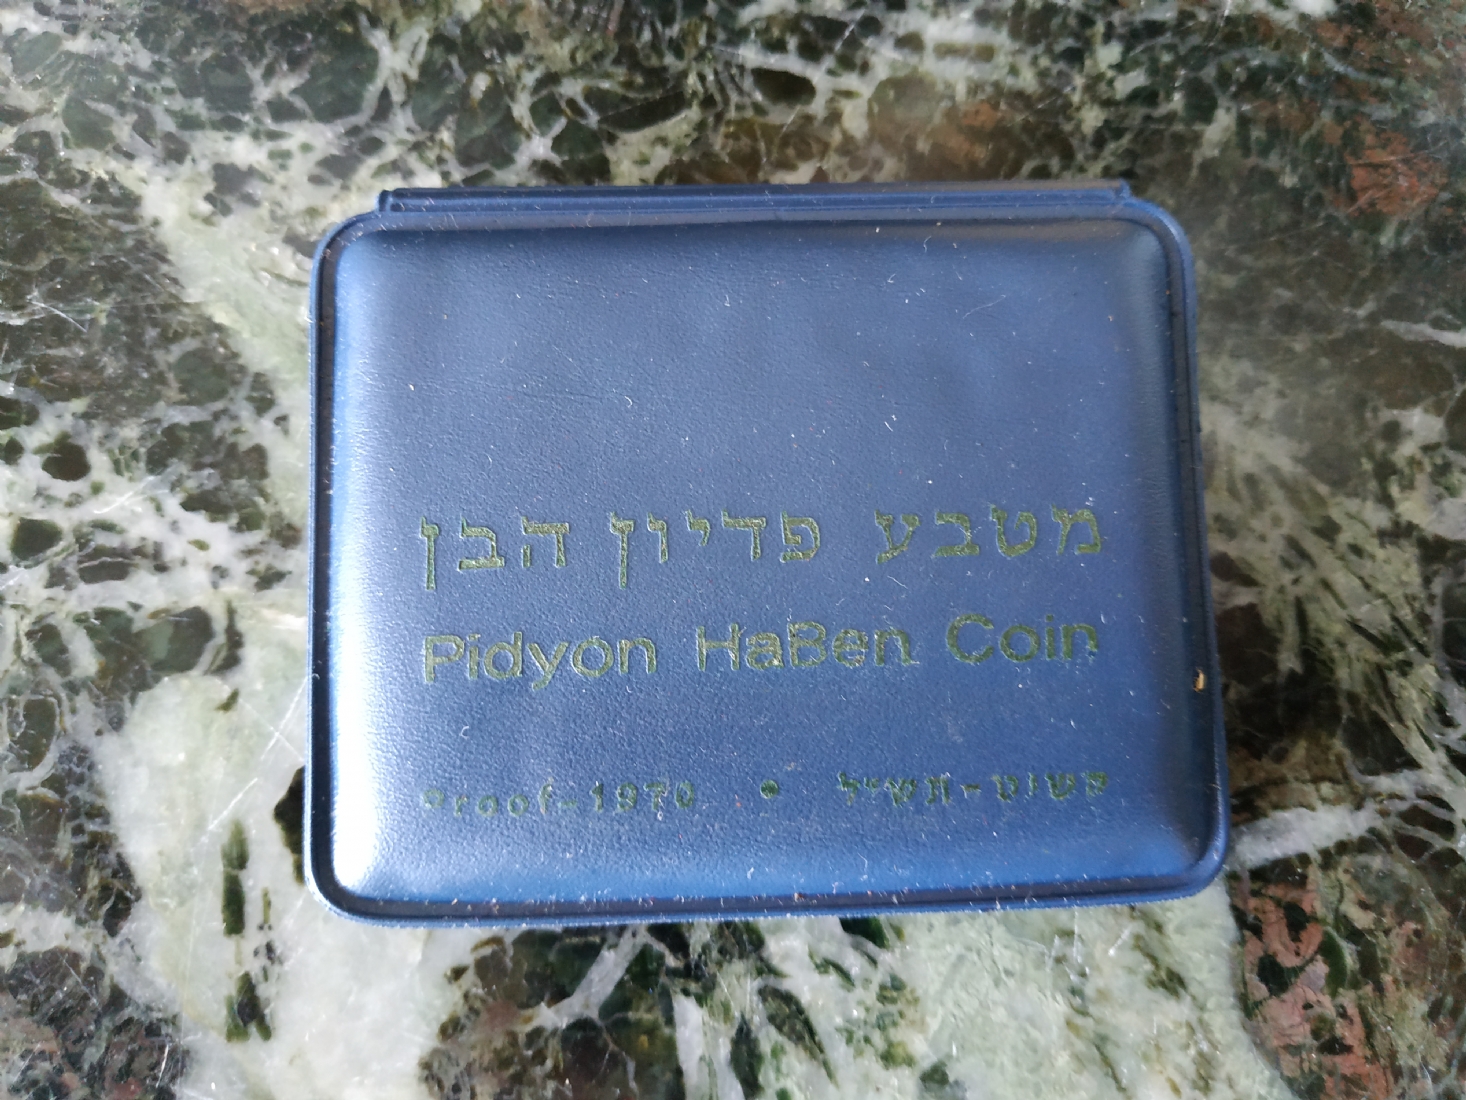 מטבע פדיון הבן
Pidyon HaBen Coin
Proof-1970 • קשוט-תש"ל